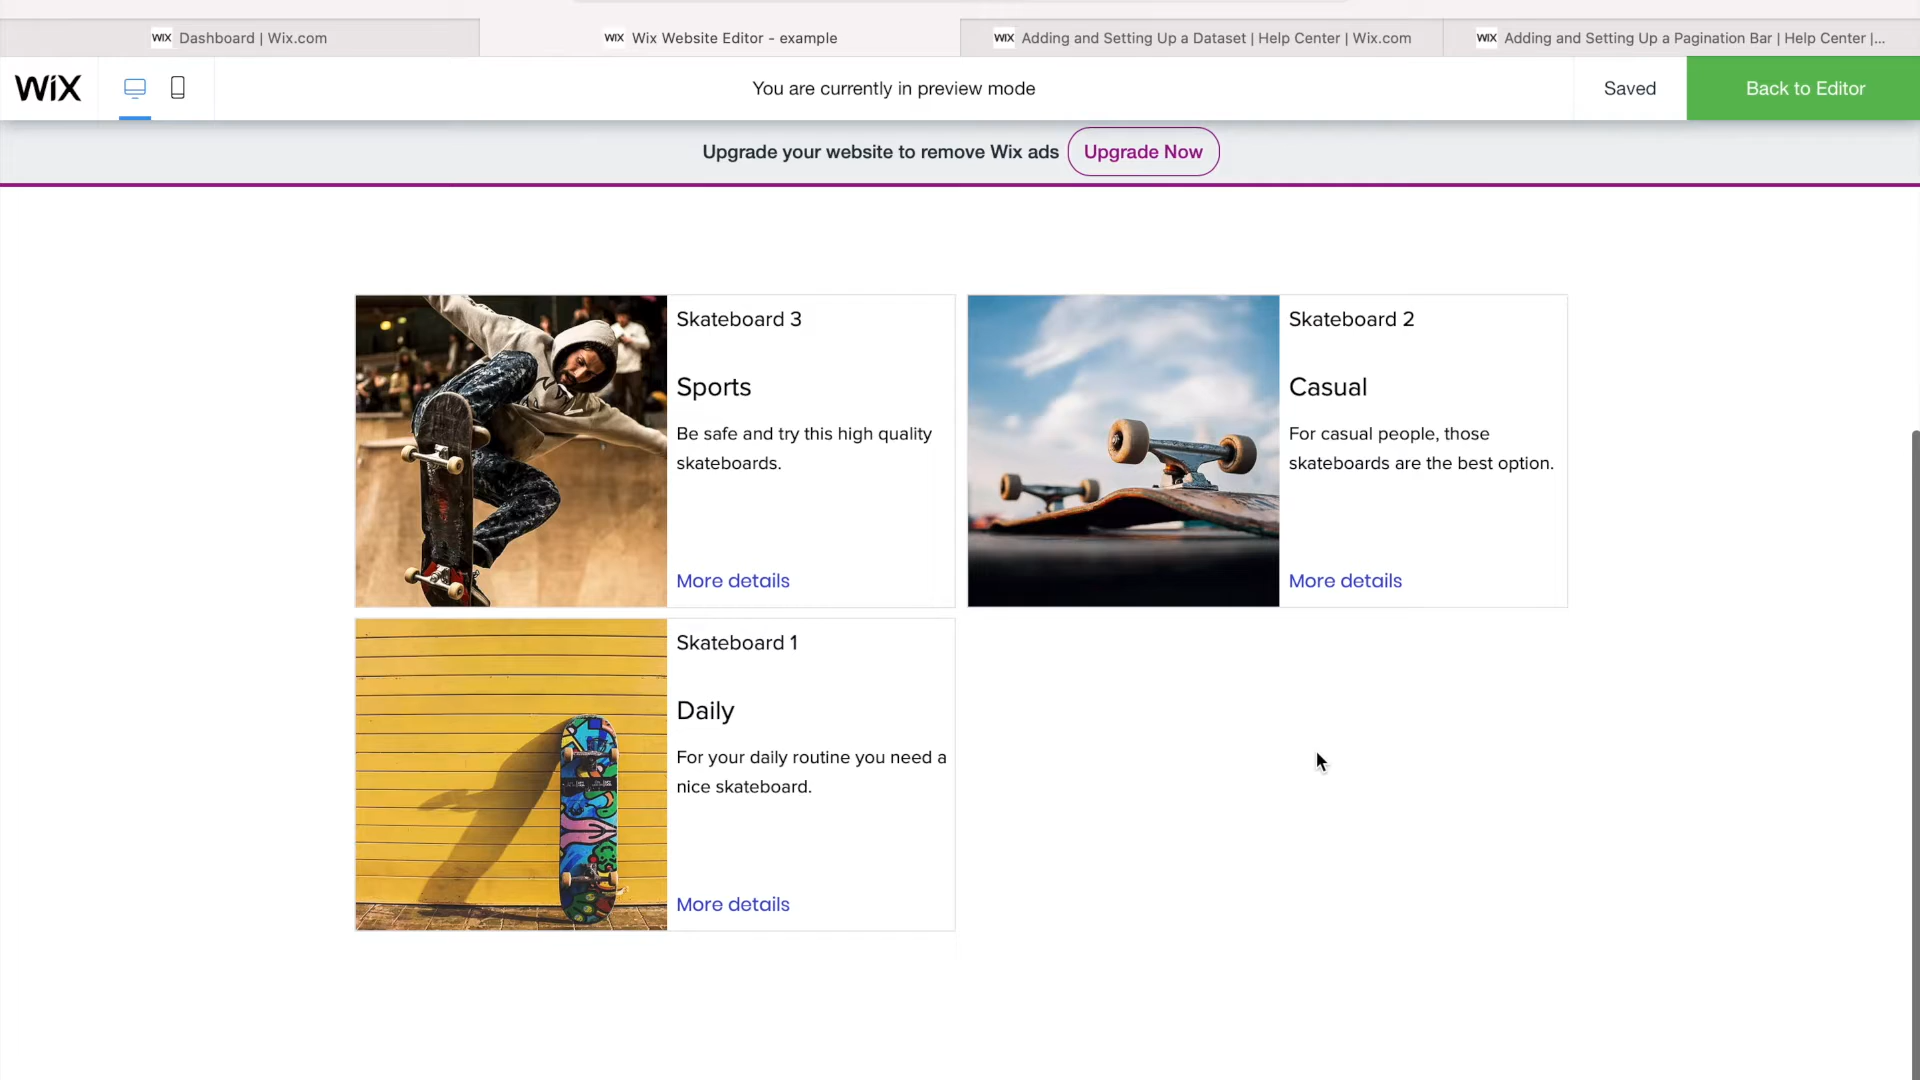 WIX Dashboard | Wix.com
WIX Wix Website Editor - example
WIX Adding and Setting Up a Dataset | Help Center | Wix.com
WIX Adding and Setting Up a Pagination Bar | Help Center |...
WIX
You are currently in preview mode
Saved
Back to Editor
Upgrade your website to remove Wix ads
Upgrade Now
Skateboard 3
Sports
Be safe and try this high quality
skateboards.
More details
Skateboard 2
Casual
For casual people, those
skateboards are the best option.
More details
Skateboard 1
Daily
For your daily routine you need a
nice skateboard.
More details